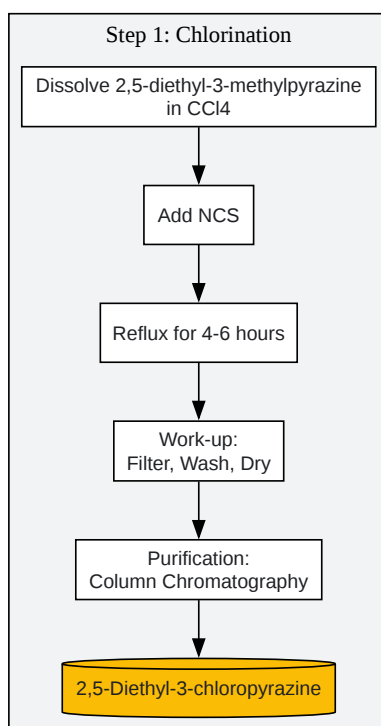 Step 1: Chlorination
Dissolve 2,5-diethyl-3-methylpyrazine
in CCl4
Add NCS
Reflux for 4-6 hours
Work-up:
Filter, Wash, Dry
Purification:
Column Chromatography
2,5-Diethyl-3-chloropyrazine